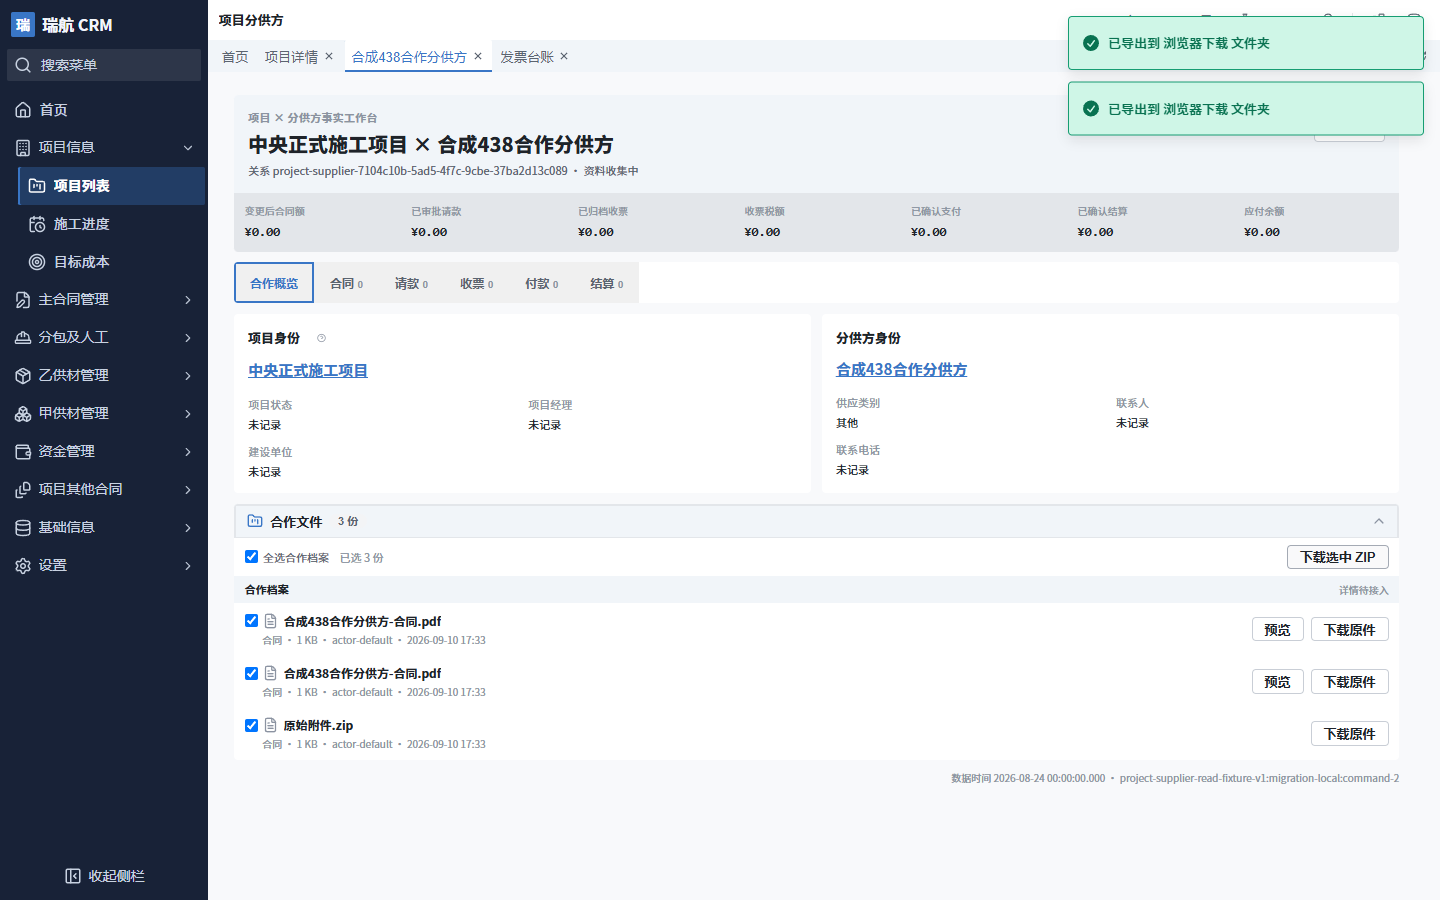 瑞 瑞航 CRM
搜索菜单
首页
项目信息
项目列表
施工进度
目标成本
主合同管理
分包及人工
乙供材管理
甲供材管理
资金管理
项目其他合同
基础信息
设置
收起侧栏
项目分供方
首页 项目详情 × 合成438合作分供方 × 发票台账 ×
已导出到 浏览器下载 文件夹
已导出到 浏览器下载 文件夹
项目 × 分供方事实工作台
中央正式施工项目 × 合成438合作分供方
关系 project-supplier-7104c10b-5ad5-4f7c-9cbe-37ba2d13c089 · 资料收集中
变更后合同额 已审批请款 已归档收票 收票税额 已确认支付 已确认结算 应付余额
¥0.00 ¥0.00 ¥0.00 ¥0.00 ¥0.00 ¥0.00 ¥0.00
合作概览 合同 0 请款 0 收票 0 付款 0 结算 0
项目身份
中央正式施工项目
项目状态 项目经理
未记录 未记录
建设单位
未记录
分供方身份
合成438合作分供方
供应类别 联系人
其他 未记录
联系电话
未记录
合作文件 3 份
全选合作档案 已选 3 份 下载选中 ZIP
合作档案 详情待接入
合成438合作分供方-合同.pdf
合同 · 1 KB · actor-default · 2026-09-10 17:33
预览 下载原件
合成438合作分供方-合同.pdf
合同 · 1 KB · actor-default · 2026-09-10 17:33
预览 下载原件
原始附件.zip
合同 · 1 KB · actor-default · 2026-09-10 17:33
下载原件
数据时间 2026-08-24 00:00:00.000 · project-supplier-read-fixture-v1:migration-local:command-2